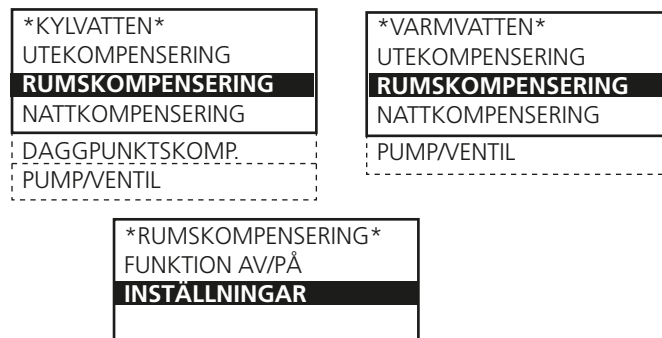 *KYLVATTEN*
UTEKOMPENSERING
RUMSKOMPENSERING
NATTKOMPENSERING
DAGGPUNKTSKOMP.
PUMP/VENTIL
*VARMVATTEN*
UTEKOMPENSERING
RUMSKOMPENSERING
NATTKOMPENSERING
PUMP/VENTIL
*RUMSKOMPENSERING*
FUNKTION AV/PÅ
INSTÄLLNINGAR